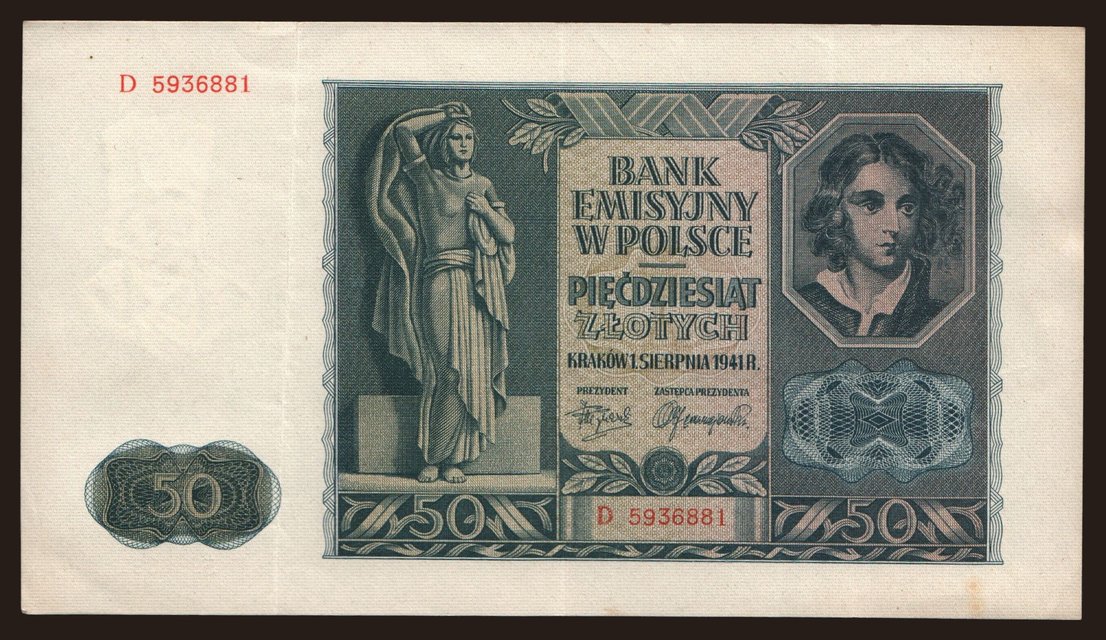 D 5936881
BANK
EMISYJNY
W POLSCE
PIĘĆDZIESIĄT
ZŁOTYCH
KRAKÓW 1. SIERPNIA 1941 R.
PREZYDENT ZASTĘPCA PREZYDENTA
50
50 D 5936881 50